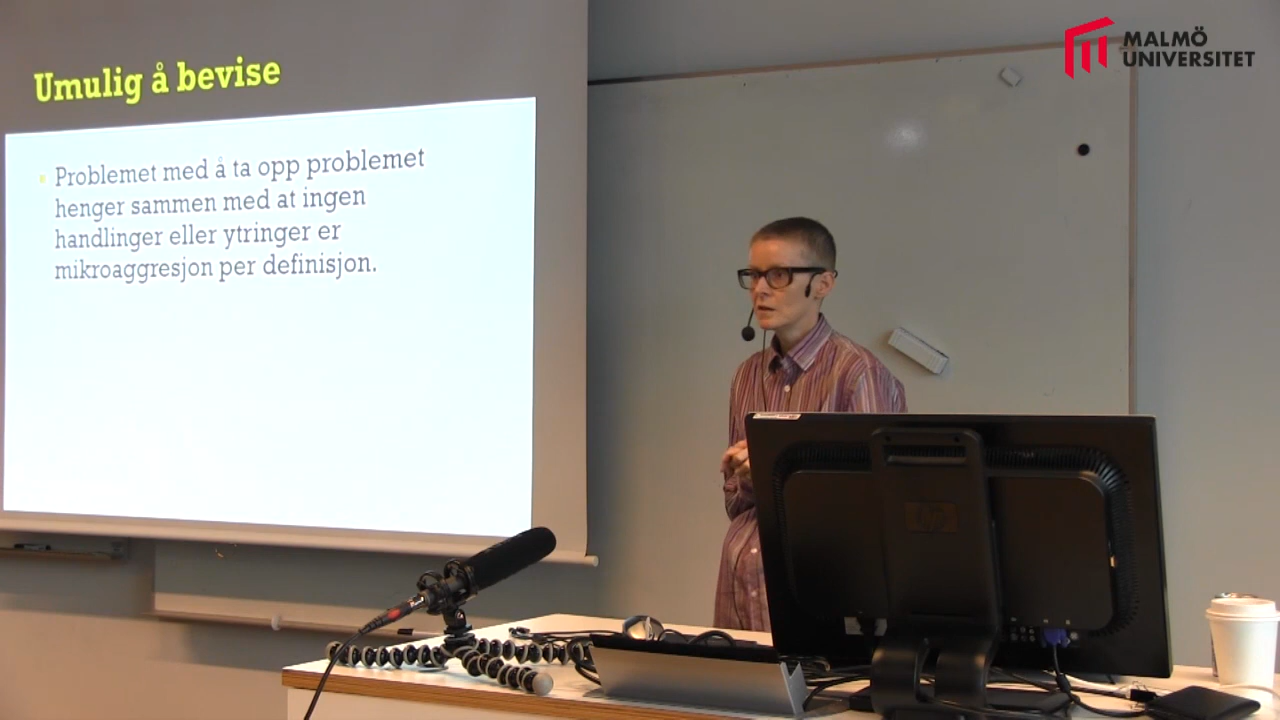 MALMÖ
UNIVERSITET
Umulig å bevise
Problemet med å ta opp problemet
henger sammen med at ingen
handlinger eller ytringer er
mikroaggresjon per definisjon.
hp